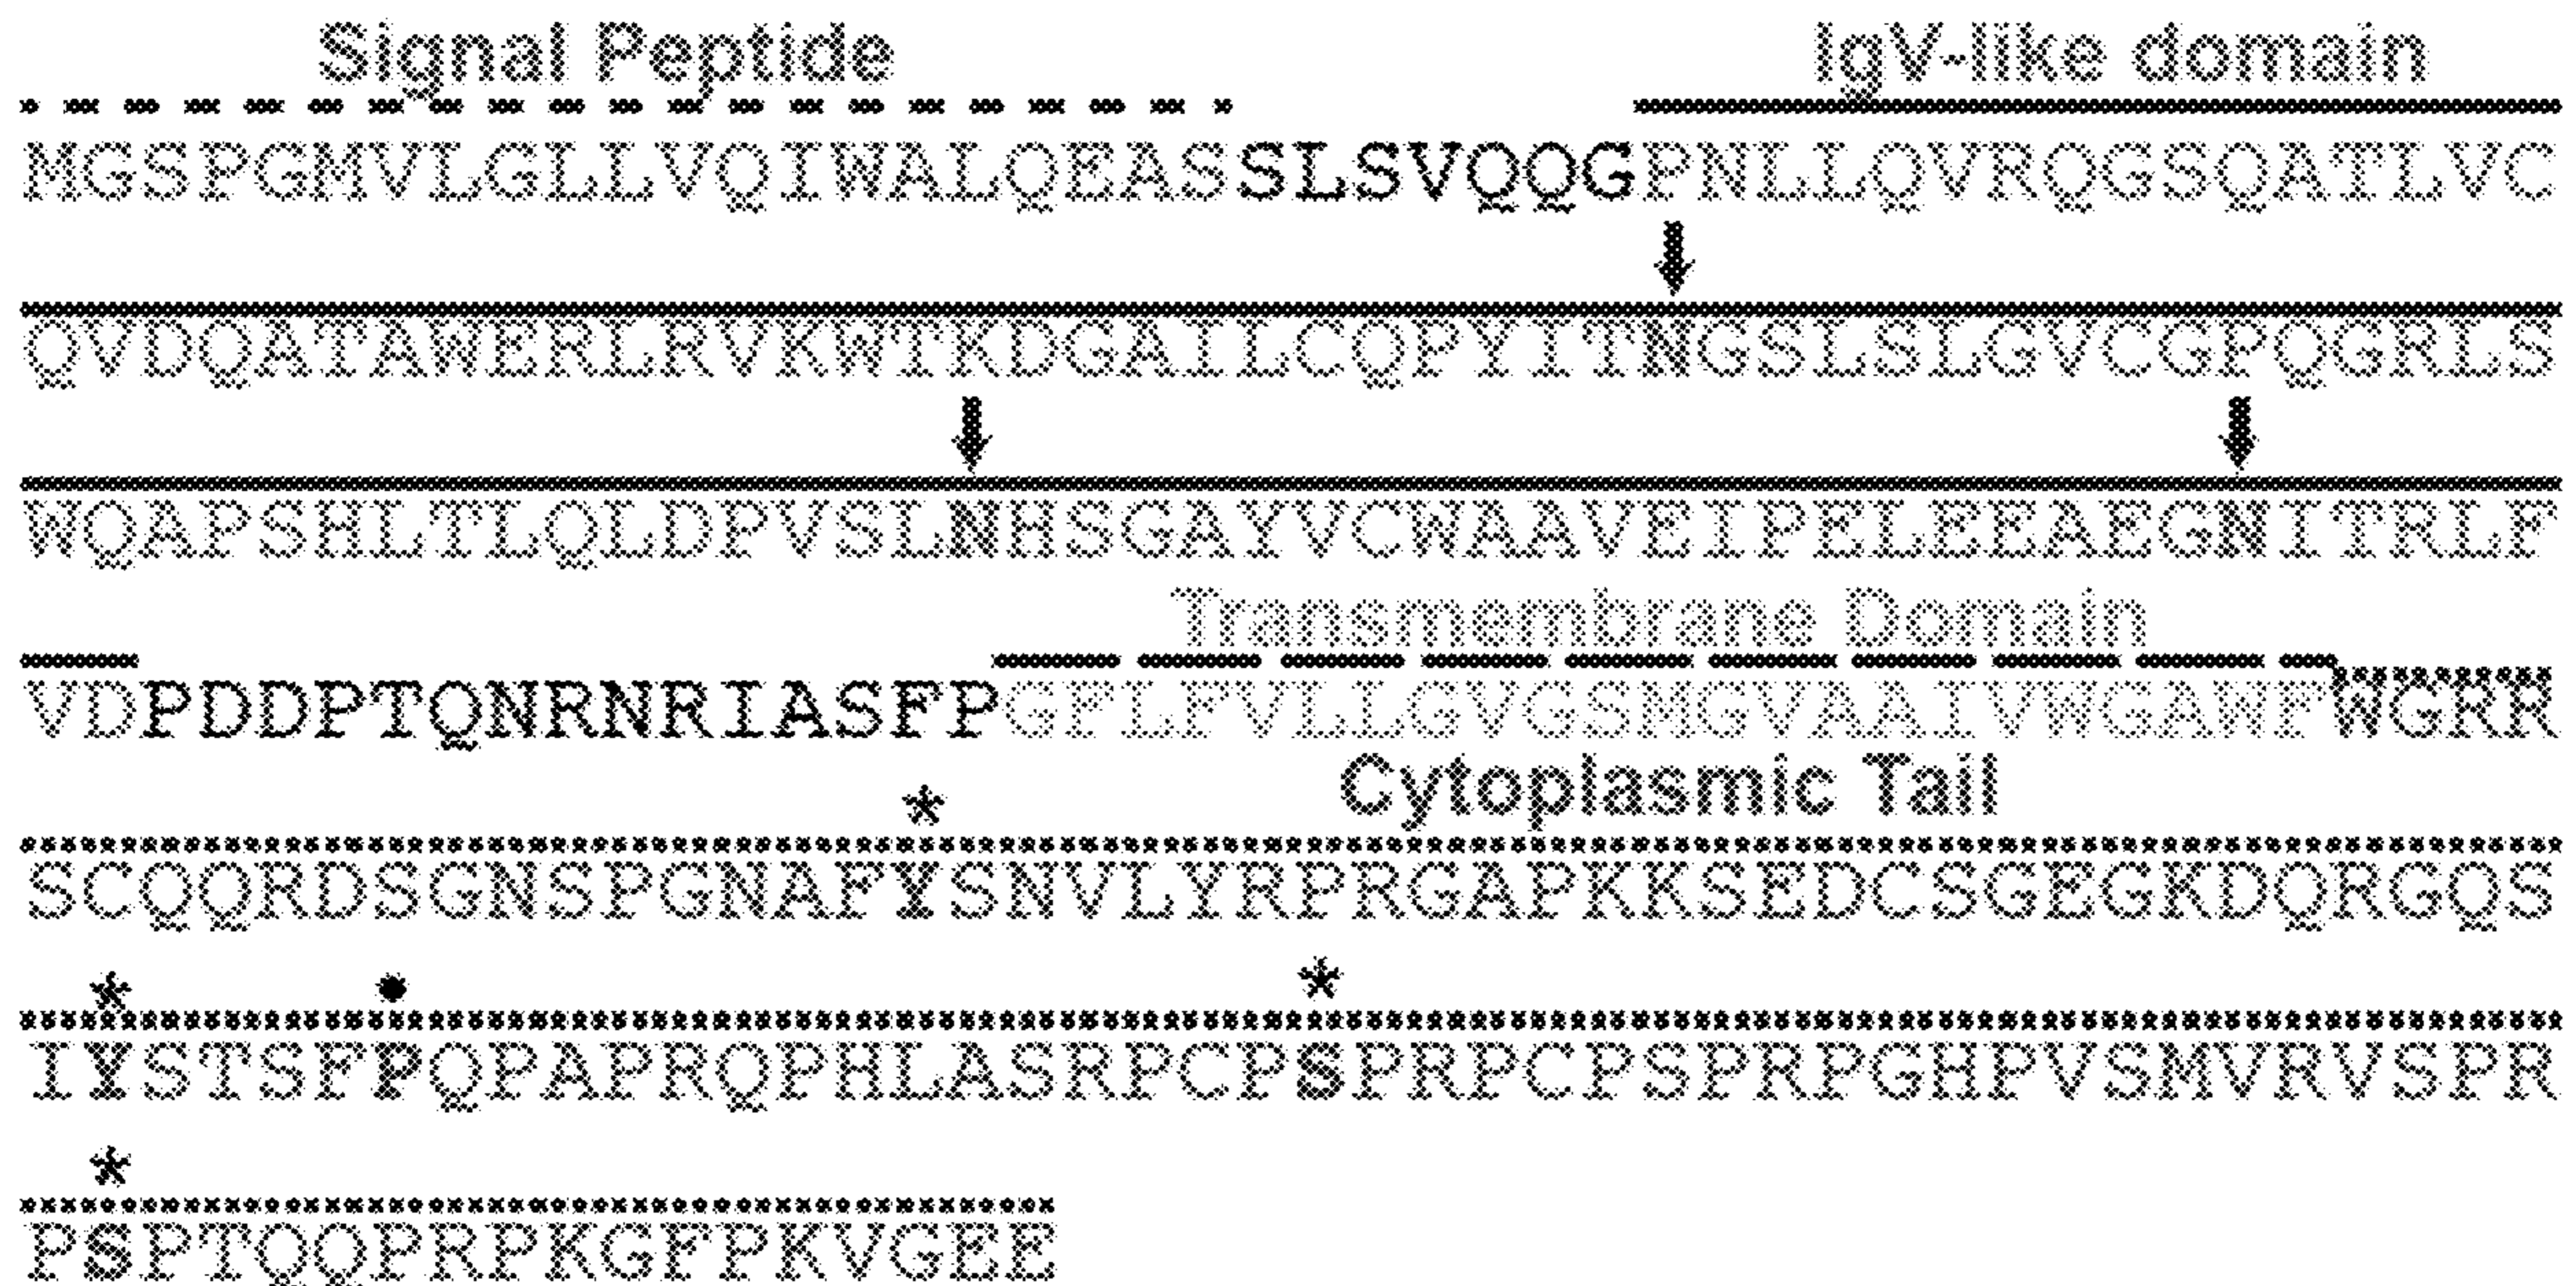 Signal Peptide IgV-like domain
MGSPGMVLGLLVQIWALQEASSLSVQQGPNLLQVRQGSQATLVC
QVDQATAWERLRVKWTKDGAILCQPYITNGSLSLGVCGPQGRLS
WQAPSHLTLQLDPVSLNHSGAYVCWAAVEIPELEEAEGNITRLF
Transmembrane Domain
VDPDDPTQNRNRIASFPGFLFVLLGVGSMGVAAIVWGAWFWGRR
* Cytoplasmic Tail
SCQQRDSGNSPGNAFYSNVLYRPRGAPKKSEDCSGEGKDQRGQS
* • *
IYSTSFPQPAPRQPHLASRPCPSPRPCPSPRPGHPVSMVRVSPR
*
PSPTQQPRPKGFPKVGEE